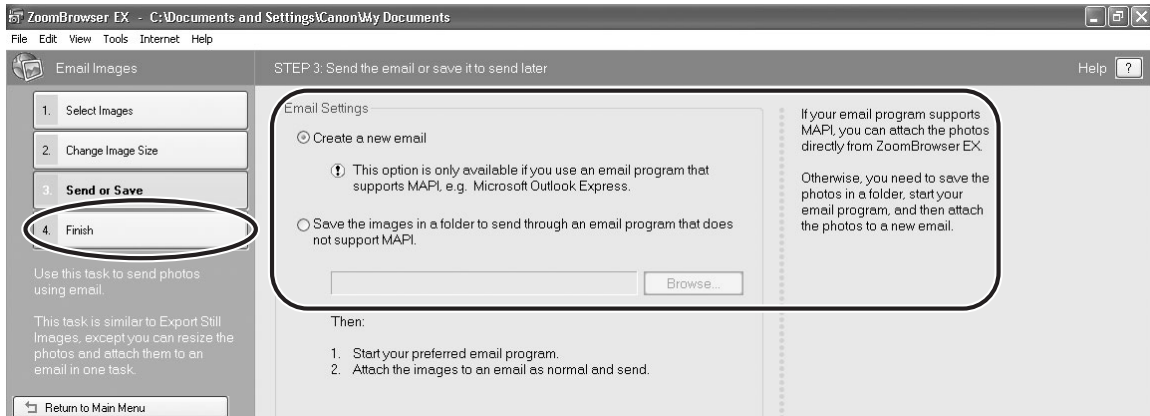 ZoomBrowser EX - C:\Documents and Settings\Canon\My Documents
File Edit View Tools Internet Help
Email Images
STEP 3: Send the email or save it to send later
Help ?
1. Select Images
2. Change Image Size
3. Send or Save
4. Finish
Use this task to send photos
using email.
This task is similar to Export Still
Images, except you can resize the
photos and attach them to an
email in one task.
Return to Main Menu
Email Settings
Create a new email
This option is only available if you use an email program that
supports MAPI, e.g. Microsoft Outlook Express.
Save the images in a folder to send through an email program that does
not support MAPI.
Browse...
Then:
1. Start your preferred email program.
2. Attach the images to an email as normal and send.
If your email program supports
MAPI, you can attach the photos
directly from ZoomBrowser EX.
Otherwise, you need to save the
photos in a folder, start your
email program, and then attach
the photos to a new email.